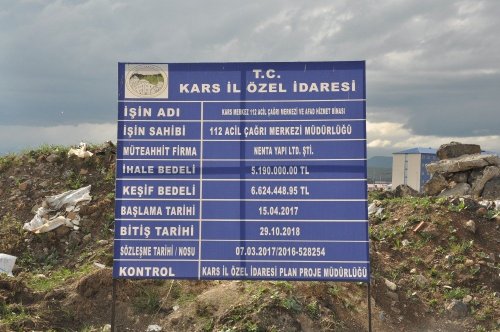 T.C.
KARS İL ÖZEL İDARESİ
İŞİN ADI KARS MERKEZ 112 ACİL ÇAĞRI MERKEZİ VE AFAD HİZMET BİNASI
İŞİN SAHİBİ 112 ACİL ÇAĞRI MERKEZİ MÜDÜRLÜĞÜ
MÜTEAHHİT FİRMA NEHTA YAPI LTD. ŞTİ.
İHALE BEDELİ 5.190.000.00 TL
KEŞİF BEDELİ 6.624.448.95 TL
BAŞLAMA TARİHİ 15.04.2017
BİTİŞ TARİHİ 29.10.2018
SÖZLEŞME TARİHİ / NOSU 07.03.2017/2016-528254
KONTROL KARS İL ÖZEL İDARESİ PLAN PROJE MÜDÜRLÜĞÜ